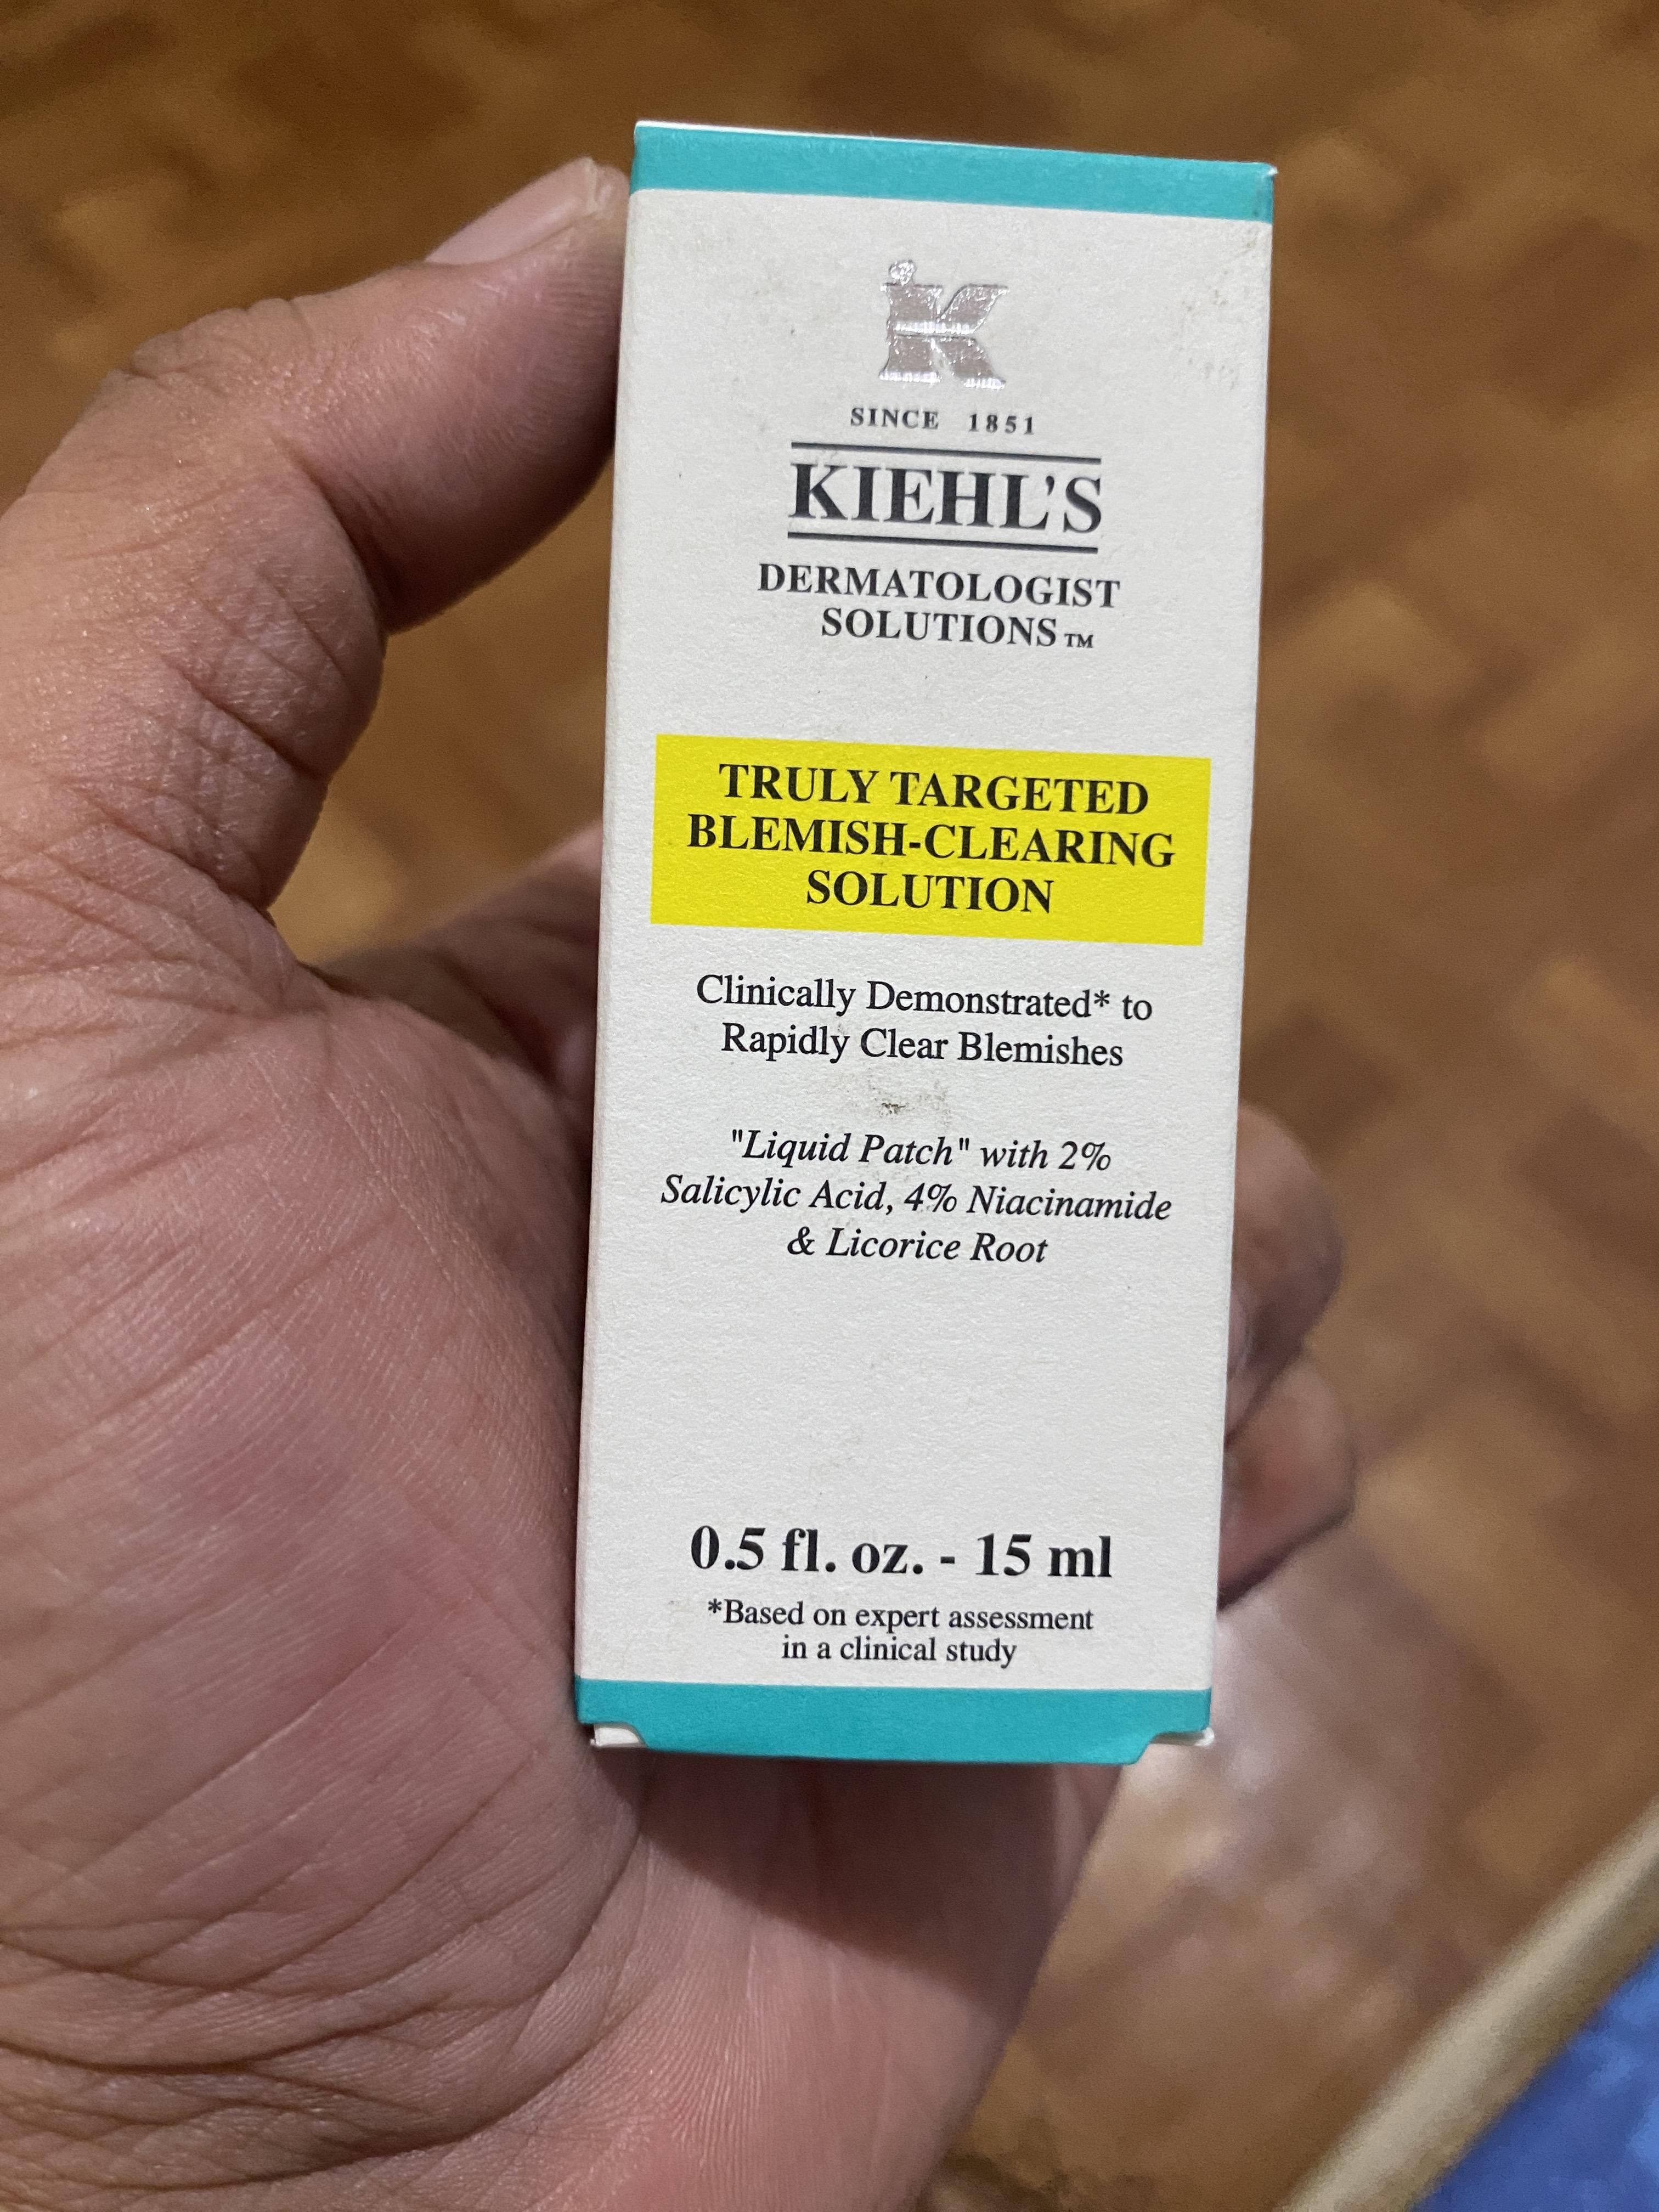 K
SINCE 1851
KIEHL'S
DERMATOLOGIST
SOLUTIONS™
TRULY TARGETED
BLEMISH-CLEARING
SOLUTION
Clinically Demonstrated* to
Rapidly Clear Blemishes
"Liquid Patch" with 2%
Salicylic Acid, 4% Niacinamide
& Licorice Root
0.5 fl. oz. - 15 ml
*Based on expert assessment
in a clinical study